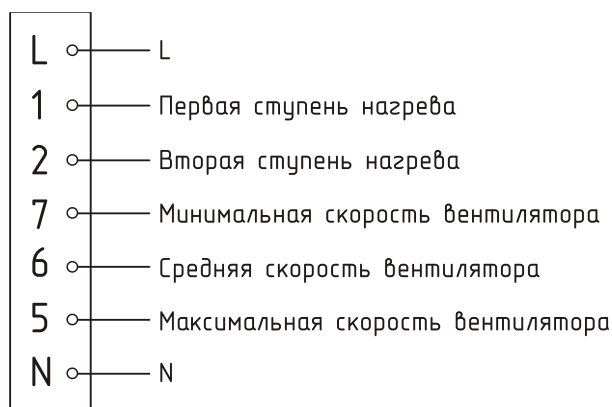 L L
1 Первая ступень нагрева
2 Вторая ступень нагрева
7 Минимальная скорость вентилятора
6 Средняя скорость вентилятора
5 Максимальная скорость вентилятора
N N